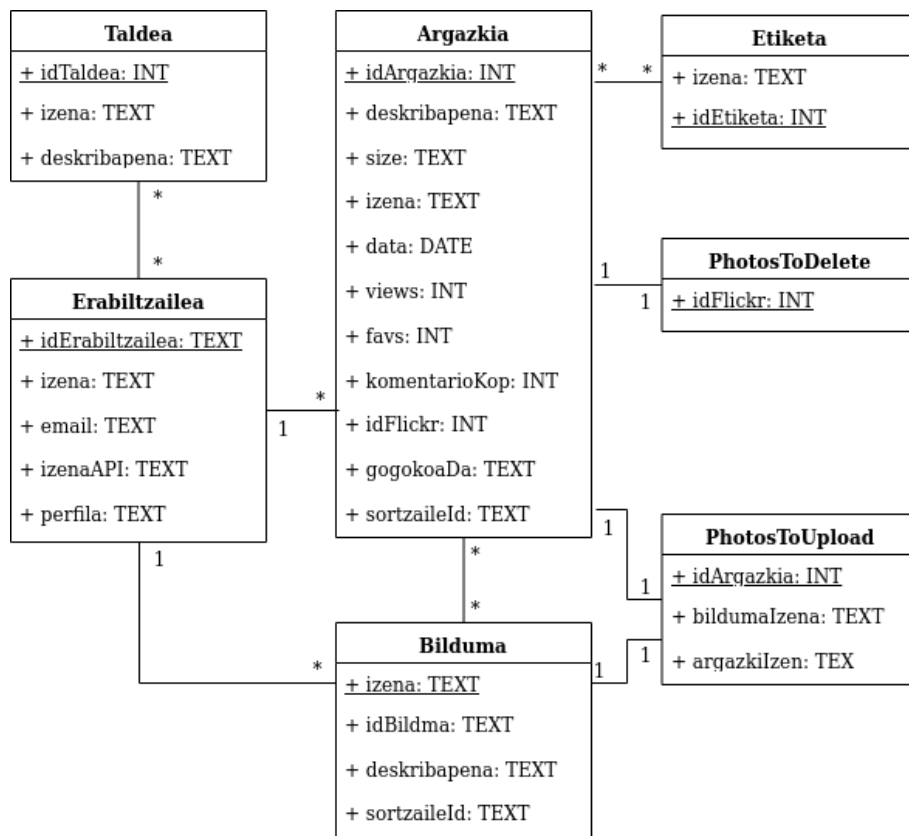 Taldea
+ idTaldea: INT
+ izena: TEXT
+ deskribapena: TEXT
*
*
Erabiltzailea
+ idErabiltzailea: TEXT
+ izena: TEXT
+ email: TEXT
+ izenaAPI: TEXT
+ perfila: TEXT
1
*
1
*
Argazkia
+ idArgazkia: INT
+ deskribapena: TEXT
+ size: TEXT
+ izena: TEXT
+ data: DATE
+ views: INT
+ favs: INT
+ komentarioKop: INT
+ idFlickr: INT
+ gogokoaDa: TEXT
+ sortzaileId: TEXT
*
*
Bilduma
+ izena: TEXT
+ idBildma: TEXT
+ deskribapena: TEXT
+ sortzaileId: TEXT
* *
Etiketa
+ izena: TEXT
+ idEtiketa: INT
1
1
PhotosToDelete
+ idFlickr: INT
1
1
1
1
PhotosToUpload
+ idArgazkia: INT
+ bildumaIzena: TEXT
+ argazkiIzen: TEX